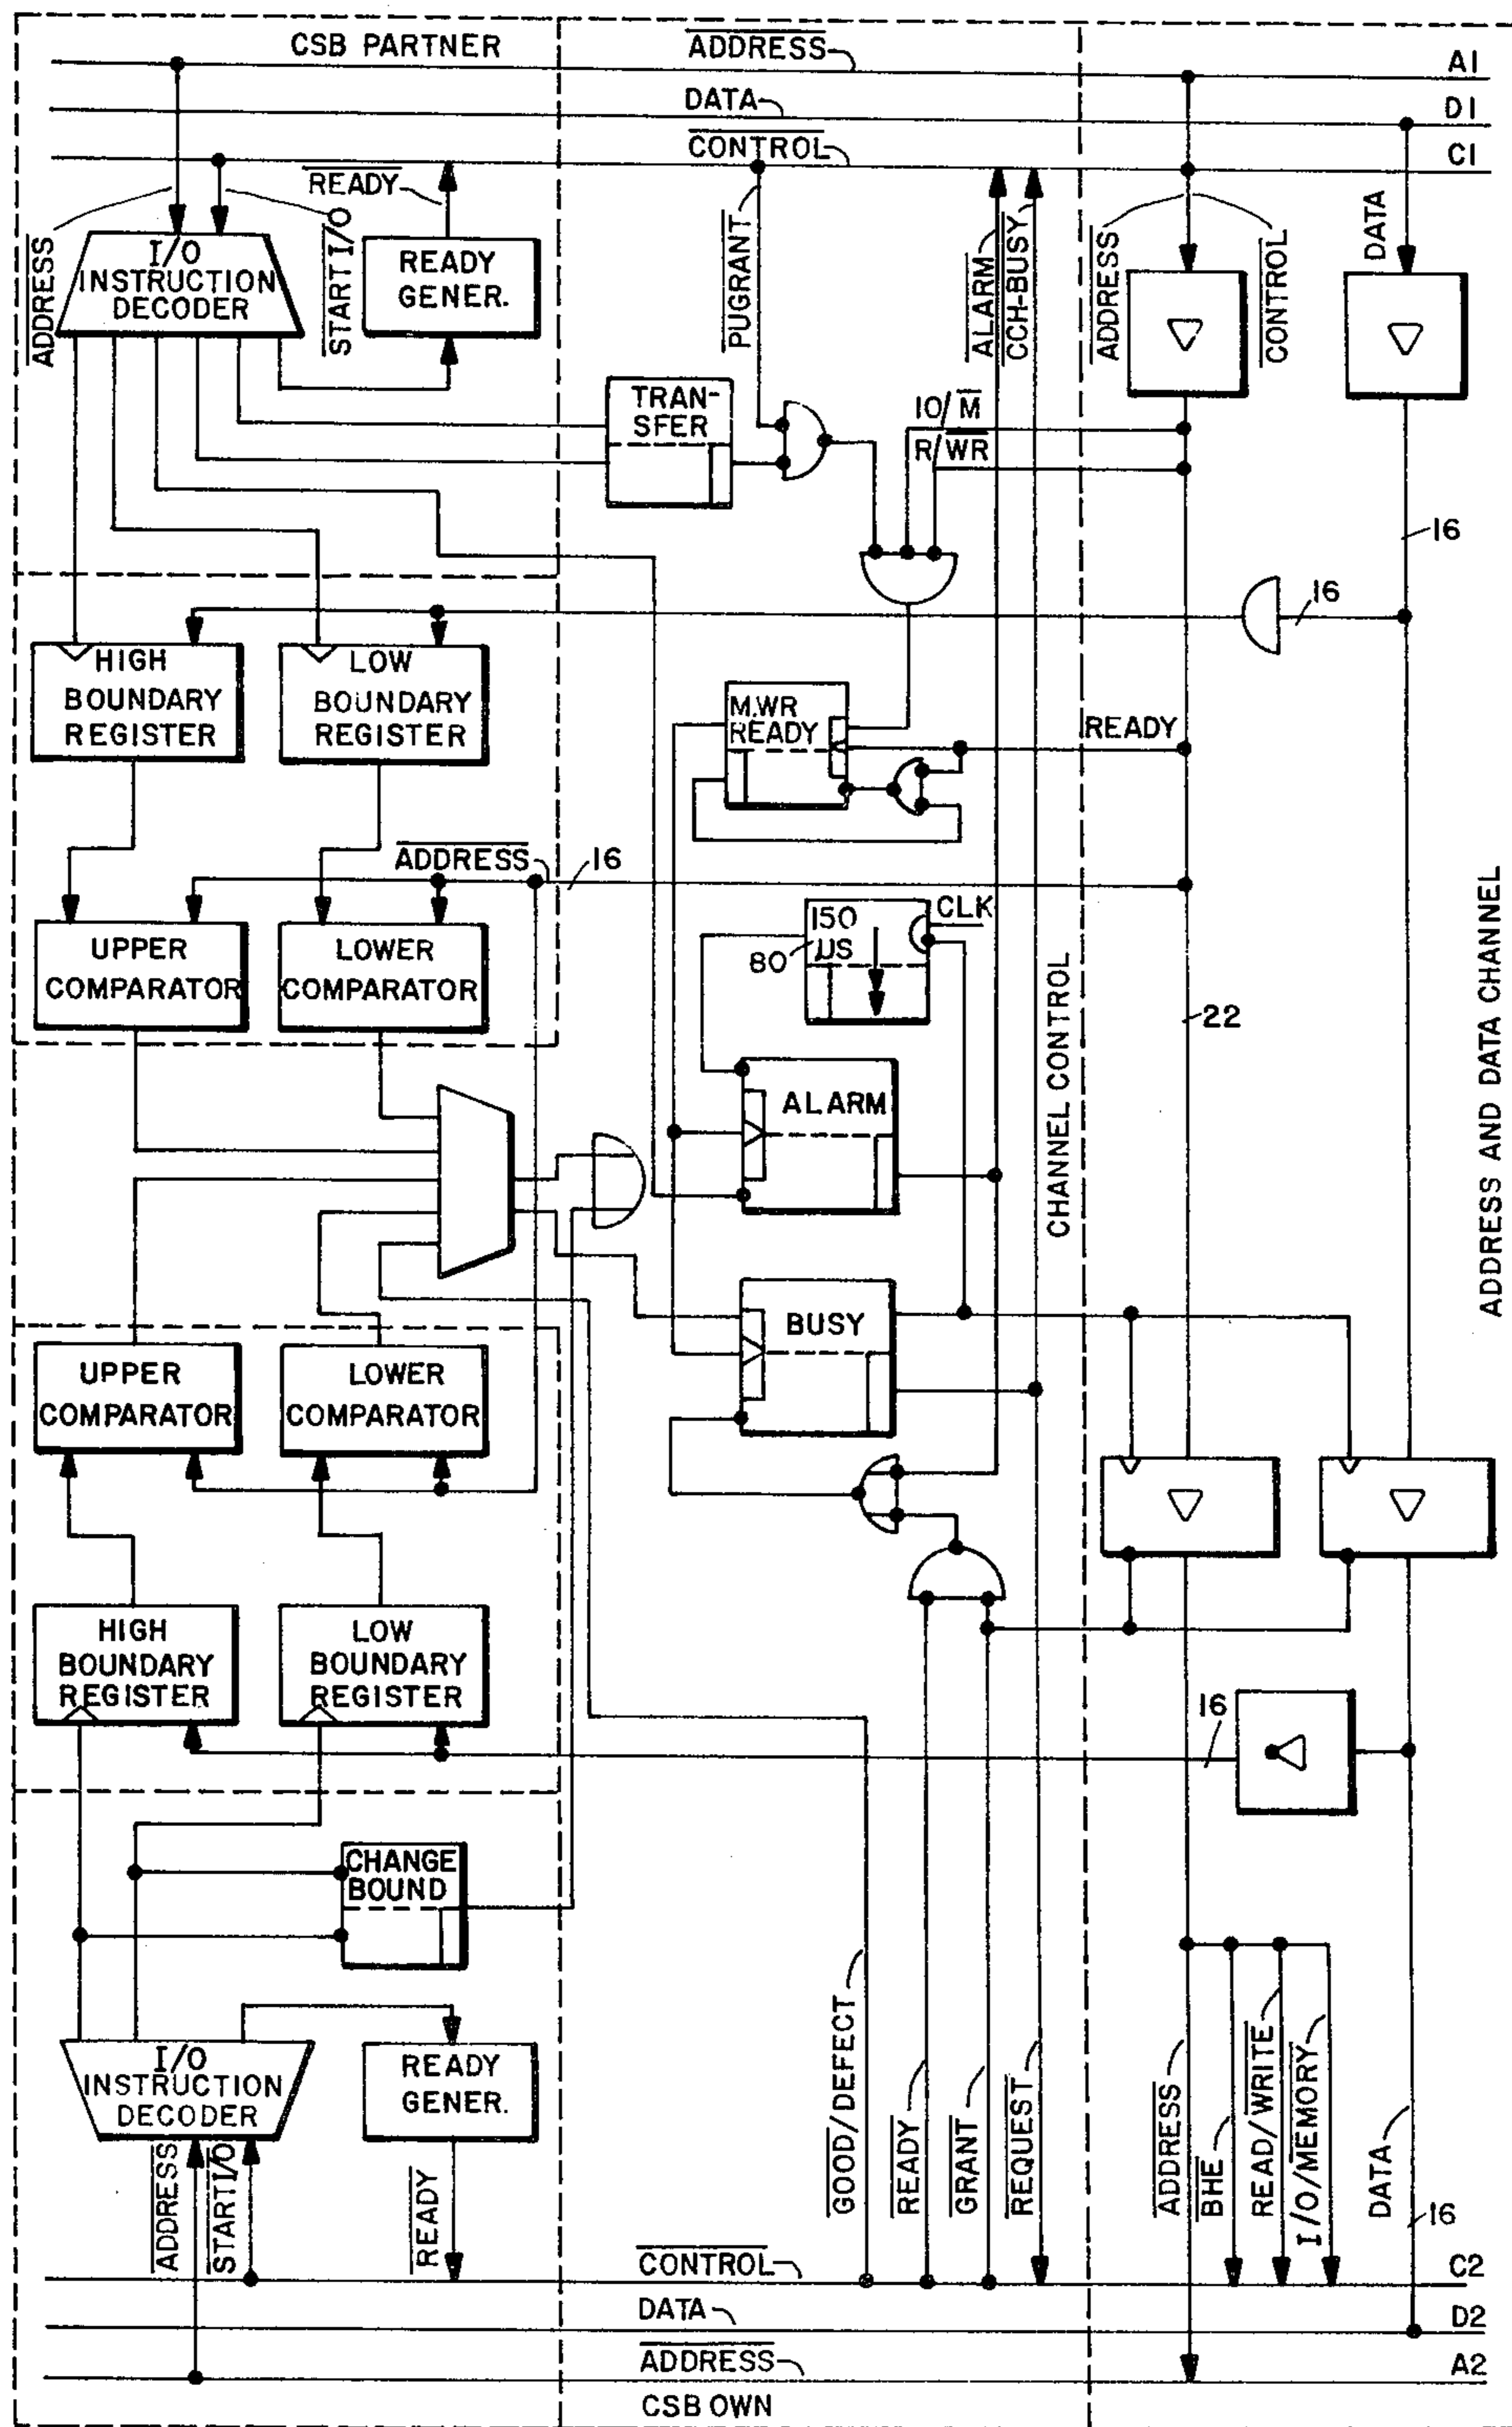 CSB PARTNER
ADDRESS
A1
DATA
D1
CONTROL
C1
READY
ADDRESS
START I/O
I/O
INSTRUCTION
DECODER
READY
GENER.
PUGRANT
ALARM
CCH-BUSY
ADDRESS
CONTROL
DATA
TRAN-
SFER
IO/M
R/WR
16
16
HIGH
BOUNDARY
REGISTER
LOW
BOUNDARY
REGISTER
M.WR
READY
READY
ADDRESS
16
UPPER
COMPARATOR
LOWER
COMPARATOR
150
US
80
CLK
22
CHANNEL CONTROL
ADDRESS AND DATA CHANNEL
ALARM
BUSY
UPPER
COMPARATOR
LOWER
COMPARATOR
HIGH
BOUNDARY
REGISTER
LOW
BOUNDARY
REGISTER
16
CHANGE
BOUND
I/O
INSTRUCTION
DECODER
READY
GENER.
ADDRESS
START I/O
READY
GOOD/DEFECT
READY
GRANT
REQUEST
ADDRESS
BHE
READ/WRITE
I/O/MEMORY
DATA
16
CONTROL
C2
DATA
D2
ADDRESS
A2
CSB OWN